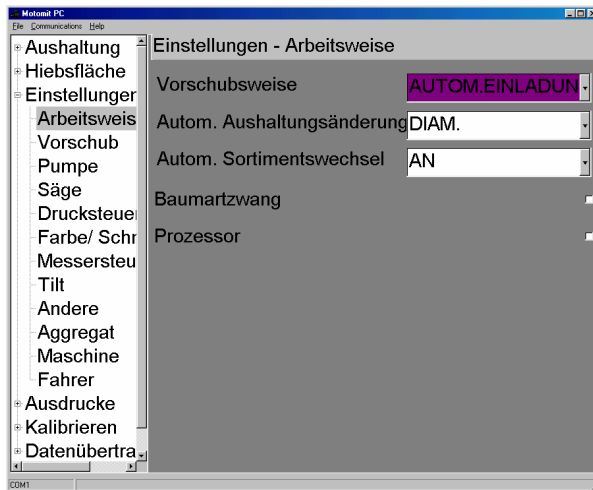 Motomit PC
File Communications Help
Aushaltung
Hiebsfläche
Einstellunger
Arbeitsweis
Vorschub
Pumpe
Säge
Drucksteuer
Farbe/ Schr
Messersteu
Tilt
Andere
Aggregat
Maschine
Fahrer
Ausdrucke
Kalibrieren
Datenübertra
Einstellungen - Arbeitsweise
Vorschubsweise AUTOM.EINLADUN
Autom. Aushaltungsänderung DIAM.
Autom. Sortimentswechsel AN
Baumartzwang
Prozessor
COM1